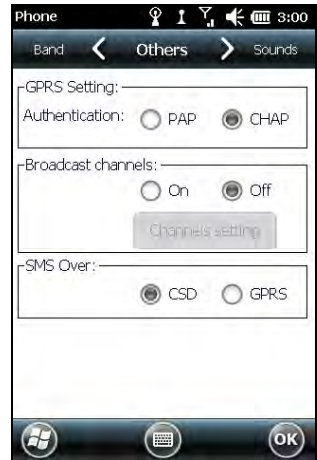 Phone 3:00
Band Others Sounds
GPRS Setting:
Authentication: PAP CHAP
Broadcast channels:
On Off
Channels setting
SMS Over:
CSD GPRS
OK